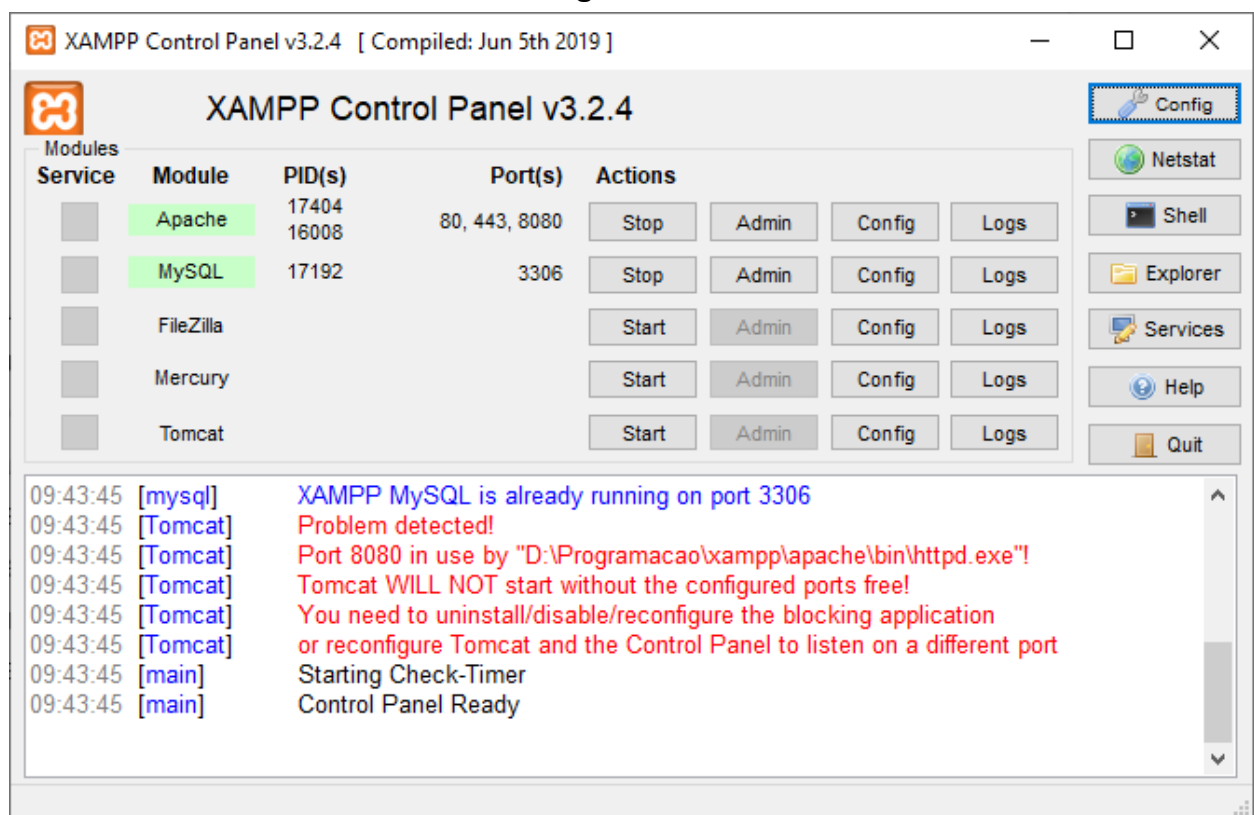 XAMPP Control Panel v3.2.4 [ Compiled: Jun 5th 2019 ]
XAMPP Control Panel v3.2.4
Config
Modules
Netstat
Service Module PID(s) Port(s) Actions
Apache 17404 16008 80, 443, 8080 Stop Admin Config Logs
Shell
MySQL 17192 3306 Stop Admin Config Logs
Explorer
FileZilla Start Admin Config Logs
Services
Mercury Start Admin Config Logs
Help
Tomcat Start Admin Config Logs
Quit
09:43:45 [mysql] XAMPP MySQL is already running on port 3306
09:43:45 [Tomcat] Problem detected!
09:43:45 [Tomcat] Port 8080 in use by "D:\Programacao\xampp\apache\bin\httpd.exe"!
09:43:45 [Tomcat] Tomcat WILL NOT start without the configured ports free!
09:43:45 [Tomcat] You need to uninstall/disable/reconfigure the blocking application
09:43:45 [Tomcat] or reconfigure Tomcat and the Control Panel to listen on a different port
09:43:45 [main] Starting Check-Timer
09:43:45 [main] Control Panel Ready